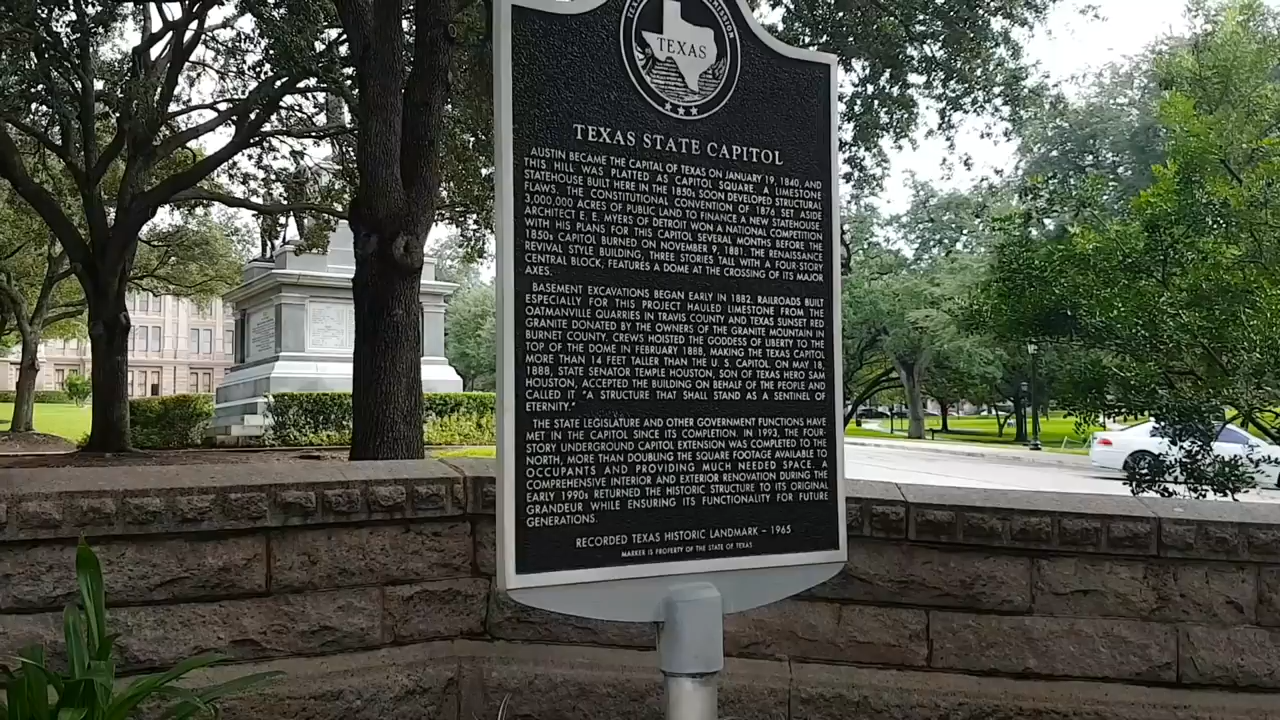 TEXAS
TEXAS STATE CAPITOL
AUSTIN BECAME THE CAPITAL OF TEXAS ON JANUARY 19, 1840, AND
THIS HILL WAS PLATTED AS CAPITOL SQUARE. A LIMESTONE
STATEHOUSE BUILT HERE IN THE 1850s SOON DEVELOPED STRUCTURAL
FLAWS. THE CONSTITUTIONAL CONVENTION OF 1876 SET ASIDE
3,000,000 ACRES OF PUBLIC LAND TO FINANCE A NEW STATEHOUSE.
ARCHITECT E. E. MYERS OF DETROIT WON A NATIONAL COMPETITION
WITH HIS PLANS FOR THIS CAPITOL SEVERAL MONTHS BEFORE THE
1850s CAPITOL BURNED ON NOVEMBER 9, 1881. THE RENAISSANCE
REVIVAL STYLE BUILDING, THREE STORIES TALL WITH A FOUR-STORY
CENTRAL BLOCK, FEATURES A DOME AT THE CROSSING OF ITS MAJOR
AXES.
BASEMENT EXCAVATIONS BEGAN EARLY IN 1882. RAILROADS BUILT
ESPECIALLY FOR THIS PROJECT HAULED LIMESTONE FROM THE
OATMANVILLE QUARRIES IN TRAVIS COUNTY AND TEXAS SUNSET RED
GRANITE DONATED BY THE OWNERS OF THE GRANITE MOUNTAIN IN
BURNET COUNTY. CREWS HOISTED THE GODDESS OF LIBERTY TO THE
TOP OF THE DOME IN FEBRUARY 1888, MAKING THE TEXAS CAPITOL
MORE THAN 14 FEET TALLER THAN THE U. S. CAPITOL. ON MAY 18,
1888, STATE SENATOR TEMPLE HOUSTON, SON OF TEXAS HERO SAM
HOUSTON, ACCEPTED THE BUILDING ON BEHALF OF THE PEOPLE AND
CALLED IT "A STRUCTURE THAT SHALL STAND AS A SENTINEL OF
ETERNITY."
THE STATE LEGISLATURE AND OTHER GOVERNMENT FUNCTIONS HAVE
MET IN THE CAPITOL SINCE ITS COMPLETION. IN 1993, THE FOUR-
STORY UNDERGROUND CAPITOL EXTENSION WAS COMPLETED TO THE
NORTH, MORE THAN DOUBLING THE SQUARE FOOTAGE AVAILABLE TO
OCCUPANTS AND PROVIDING MUCH NEEDED SPACE. A
COMPREHENSIVE INTERIOR AND EXTERIOR RENOVATION DURING THE
EARLY 1990s RETURNED THE HISTORIC STRUCTURE TO ITS ORIGINAL
GRANDEUR WHILE ENSURING ITS FUNCTIONALITY FOR FUTURE
GENERATIONS.
RECORDED TEXAS HISTORIC LANDMARK – 1965
MARKER IS PROPERTY OF THE STATE OF TEXAS